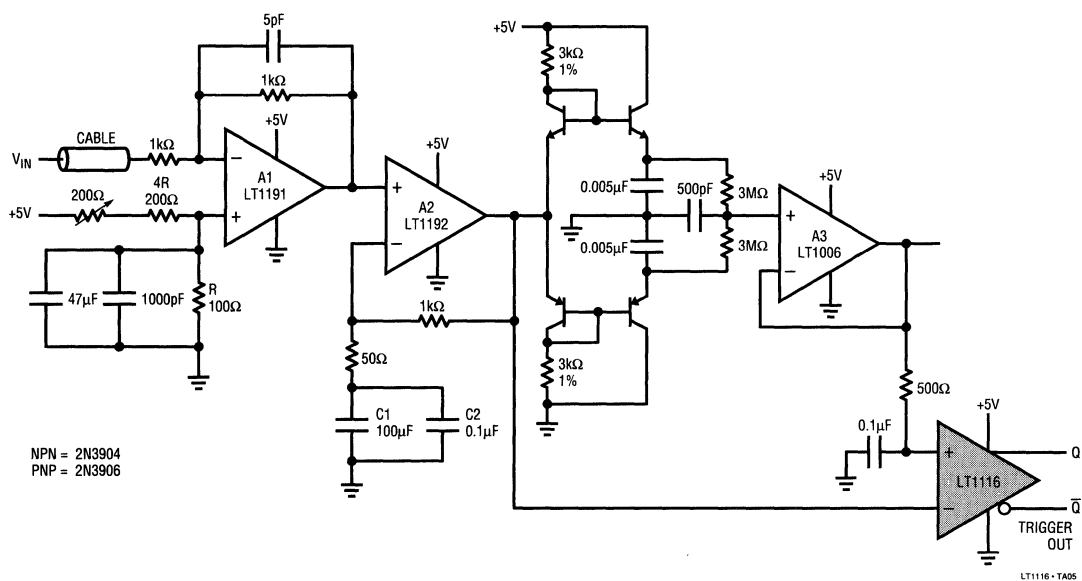 5pF
1kΩ
+5V
CABLE
VIN
1kΩ
A1
LT1191
−
+
200Ω
4R
200Ω
+5V
47µF
1000pF
R
100Ω
+5V
A2
LT1192
+
−
1kΩ
50Ω
C1
100µF
C2
0.1µF
+5V
3kΩ
1%
0.005µF
500pF
3MΩ
0.005µF
3MΩ
3kΩ
1%
+5V
A3
LT1006
+
−
500Ω
0.1µF
+5V
LT1116
+
−
Q
Q̅
TRIGGER
OUT
NPN = 2N3904
PNP = 2N3906
LT1116 • TA05